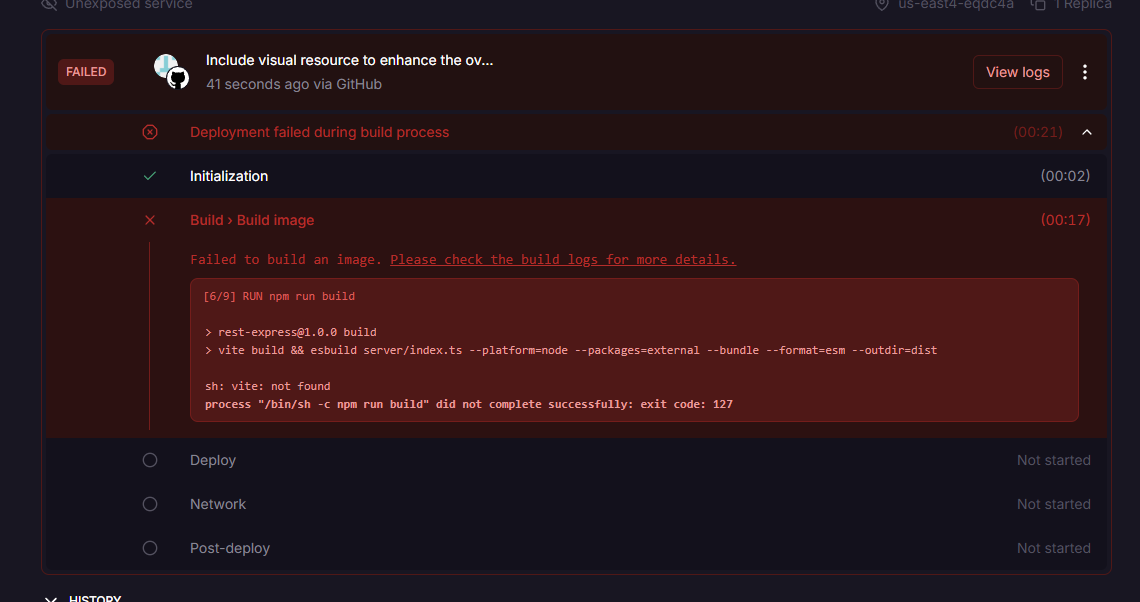 Unexposed service
us-east4-eqdc4a
1 Replica
FAILED
Include visual resource to enhance the ov...
41 seconds ago via GitHub
View logs
Deployment failed during build process
(00:21)
Initialization
(00:02)
Build › Build image
(00:17)
Failed to build an image. Please check the build logs for more details.
[6/9] RUN npm run build
> rest-express@1.0.0 build
> vite build && esbuild server/index.ts --platform=node --packages=external --bundle --format=esm --outdir=dist
sh: vite: not found
process "/bin/sh -c npm run build" did not complete successfully: exit code: 127
Deploy
Not started
Network
Not started
Post-deploy
Not started
HISTORY